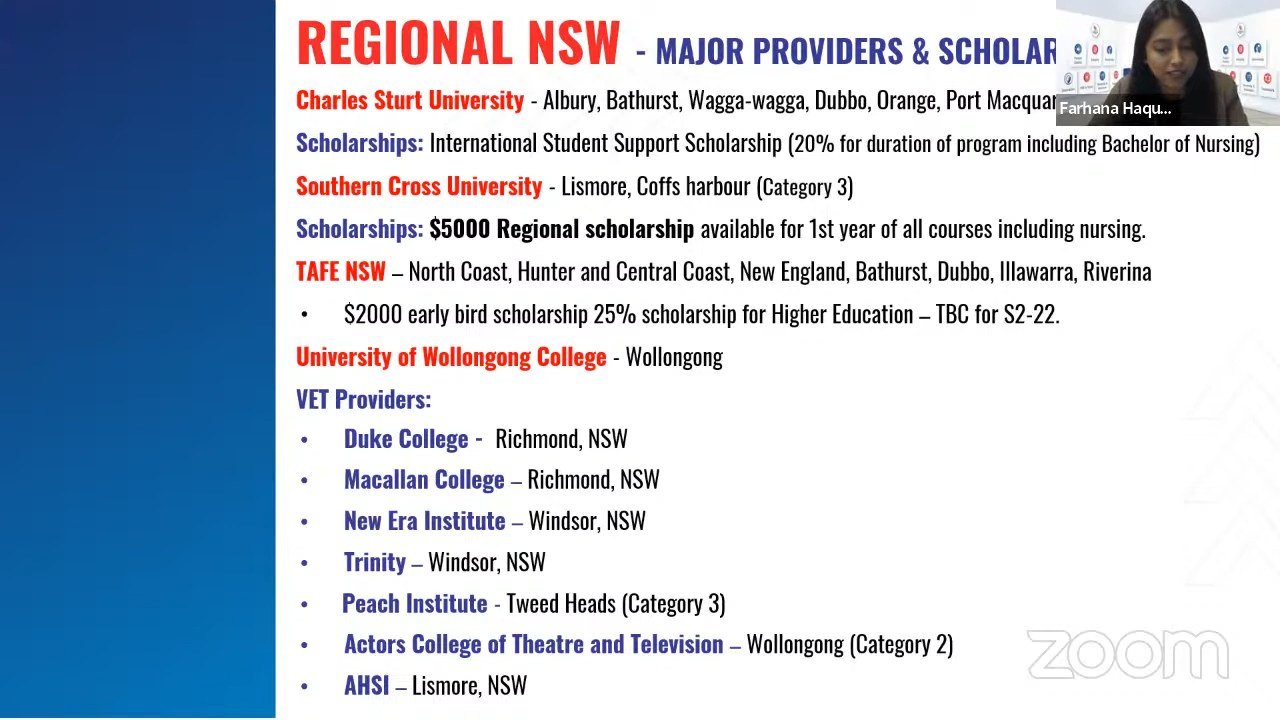 REGIONAL NSW - MAJOR PROVIDERS & SCHOLAR
Charles Sturt University - Albury, Bathurst, Wagga-wagga, Dubbo, Orange, Port Macquar
Farhana Haqu...
Scholarships: International Student Support Scholarship (20% for duration of program including Bachelor of Nursing)
Southern Cross University - Lismore, Coffs harbour (Category 3)
Scholarships: $5000 Regional scholarship available for 1st year of all courses including nursing.
TAFE NSW – North Coast, Hunter and Central Coast, New England, Bathurst, Dubbo, Illawarra, Riverina
• $2000 early bird scholarship 25% scholarship for Higher Education – TBC for S2-22.
University of Wollongong College - Wollongong
VET Providers:
• Duke College - Richmond, NSW
• Macallan College – Richmond, NSW
• New Era Institute – Windsor, NSW
• Trinity – Windsor, NSW
• Peach Institute - Tweed Heads (Category 3)
• Actors College of Theatre and Television – Wollongong (Category 2)
• AHSI – Lismore, NSW
zoom